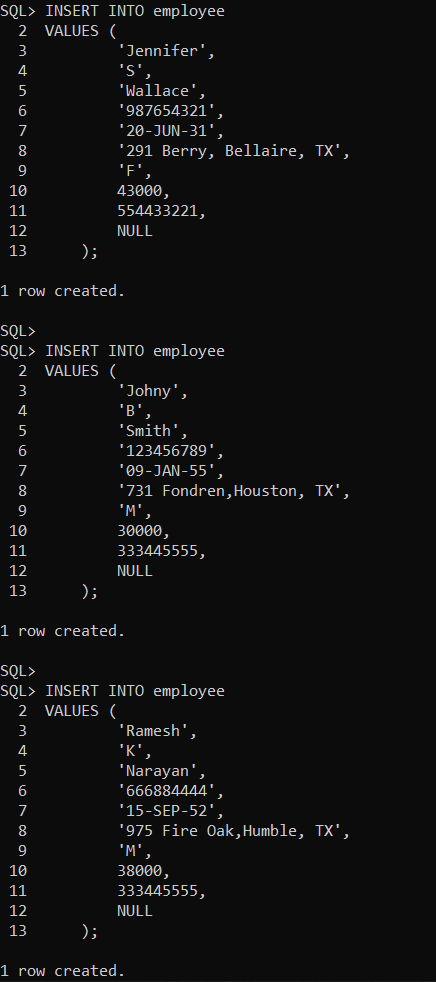 SQL> INSERT INTO employee
  2  VALUES (
  3          'Jennifer',
  4          'S',
  5          'Wallace',
  6          '987654321',
  7          '20-JUN-31',
  8          '291 Berry, Bellaire, TX',
  9          'F',
 10          43000,
 11          554433221,
 12          NULL
 13      );

1 row created.

SQL>
SQL> INSERT INTO employee
  2  VALUES (
  3          'Johny',
  4          'B',
  5          'Smith',
  6          '123456789',
  7          '09-JAN-55',
  8          '731 Fondren,Houston, TX',
  9          'M',
 10          30000,
 11          333445555,
 12          NULL
 13      );

1 row created.

SQL>
SQL> INSERT INTO employee
  2  VALUES (
  3          'Ramesh',
  4          'K',
  5          'Narayan',
  6          '666884444',
  7          '15-SEP-52',
  8          '975 Fire Oak,Humble, TX',
  9          'M',
 10          38000,
 11          333445555,
 12          NULL
 13      );

1 row created.